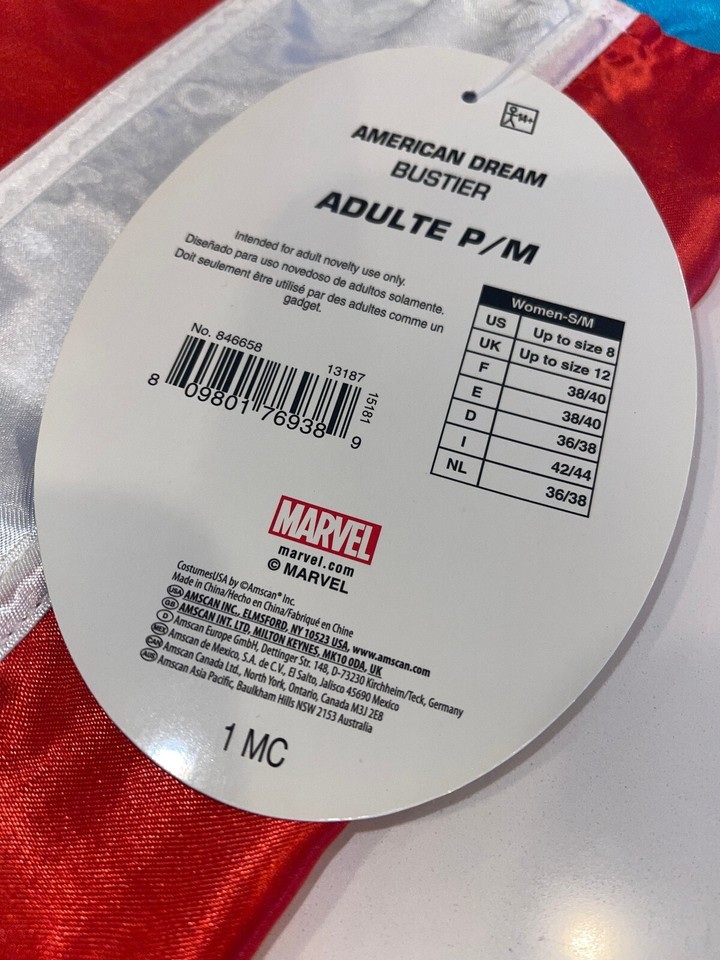 14+
AMERICAN DREAM
BUSTIER
ADULTE P/M
Intended for adult novelty use only.
Diseñado para uso novedoso de adultos solamente.
Doit seulement être utilisé par des adultes comme un
gadget.
Women-S/M
US Up to size 8
UK Up to size 12
F 38/40
E 38/40
D 36/38
I 42/44
NL 36/38
No. 846658
13187
15181
8 09801 76938 9
MARVEL
marvel.com
© MARVEL
CostumesUSA by ©Amscan® Inc.
Made in China/Hecho en China/Fabriqué en Chine
USA AMSCAN INC., ELMSFORD, NY 10523 USA, www.amscan.com
GB AMSCAN INT. LTD, MILTON KEYNES, MK10 0DA, UK
D Amscan Europe GmbH, Dettinger Str. 148, D-73230 Kirchheim/Teck, Germany
MEX Amscan de Mexico, S.A. de C.V., El Salto, Jalisco 45690 Mexico
CAN Amscan Canada Ltd., North York, Ontario, Canada M3J 2E8
AUS Amscan Asia Pacific, Baulkham Hills NSW 2153 Australia
1 MC